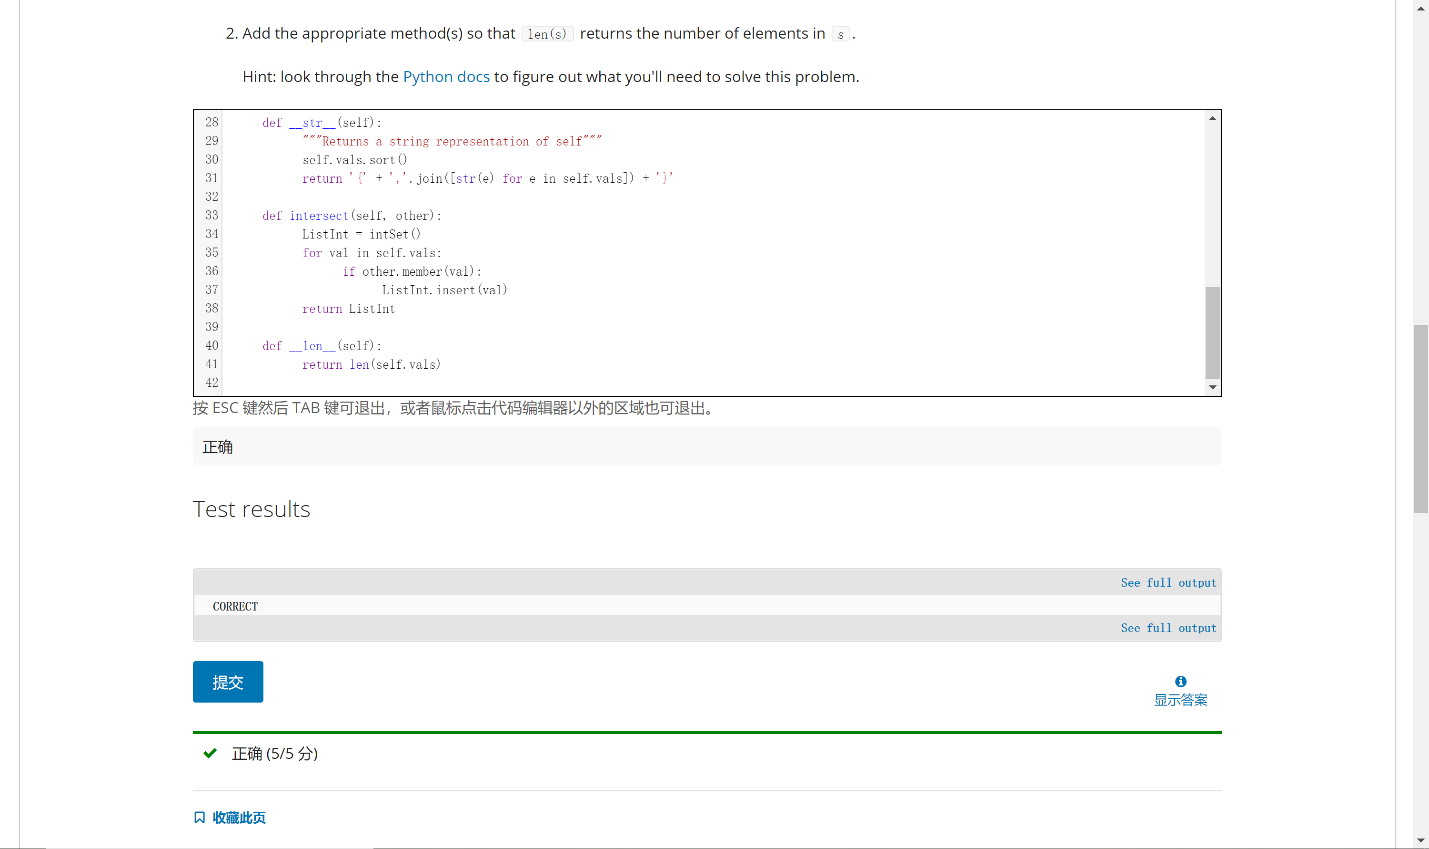 2. Add the appropriate method(s) so that len(s) returns the number of elements in s .
Hint: look through the Python docs to figure out what you'll need to solve this problem.
28 def __str__(self):
29 """Returns a string representation of self"""
30 self.vals.sort()
31 return '{' + ','.join([str(e) for e in self.vals]) + '}'
32
33 def intersect(self, other):
34 ListInt = intSet()
35 for val in self.vals:
36 if other.member(val):
37 ListInt.insert(val)
38 return ListInt
39
40 def __len__(self):
41 return len(self.vals)
42
按 ESC 键然后 TAB 键可退出，或者鼠标点击代码编辑器以外的区域也可退出。
正确
Test results
See full output
CORRECT
See full output
提交
显示答案
正确 (5/5 分)
收藏此页